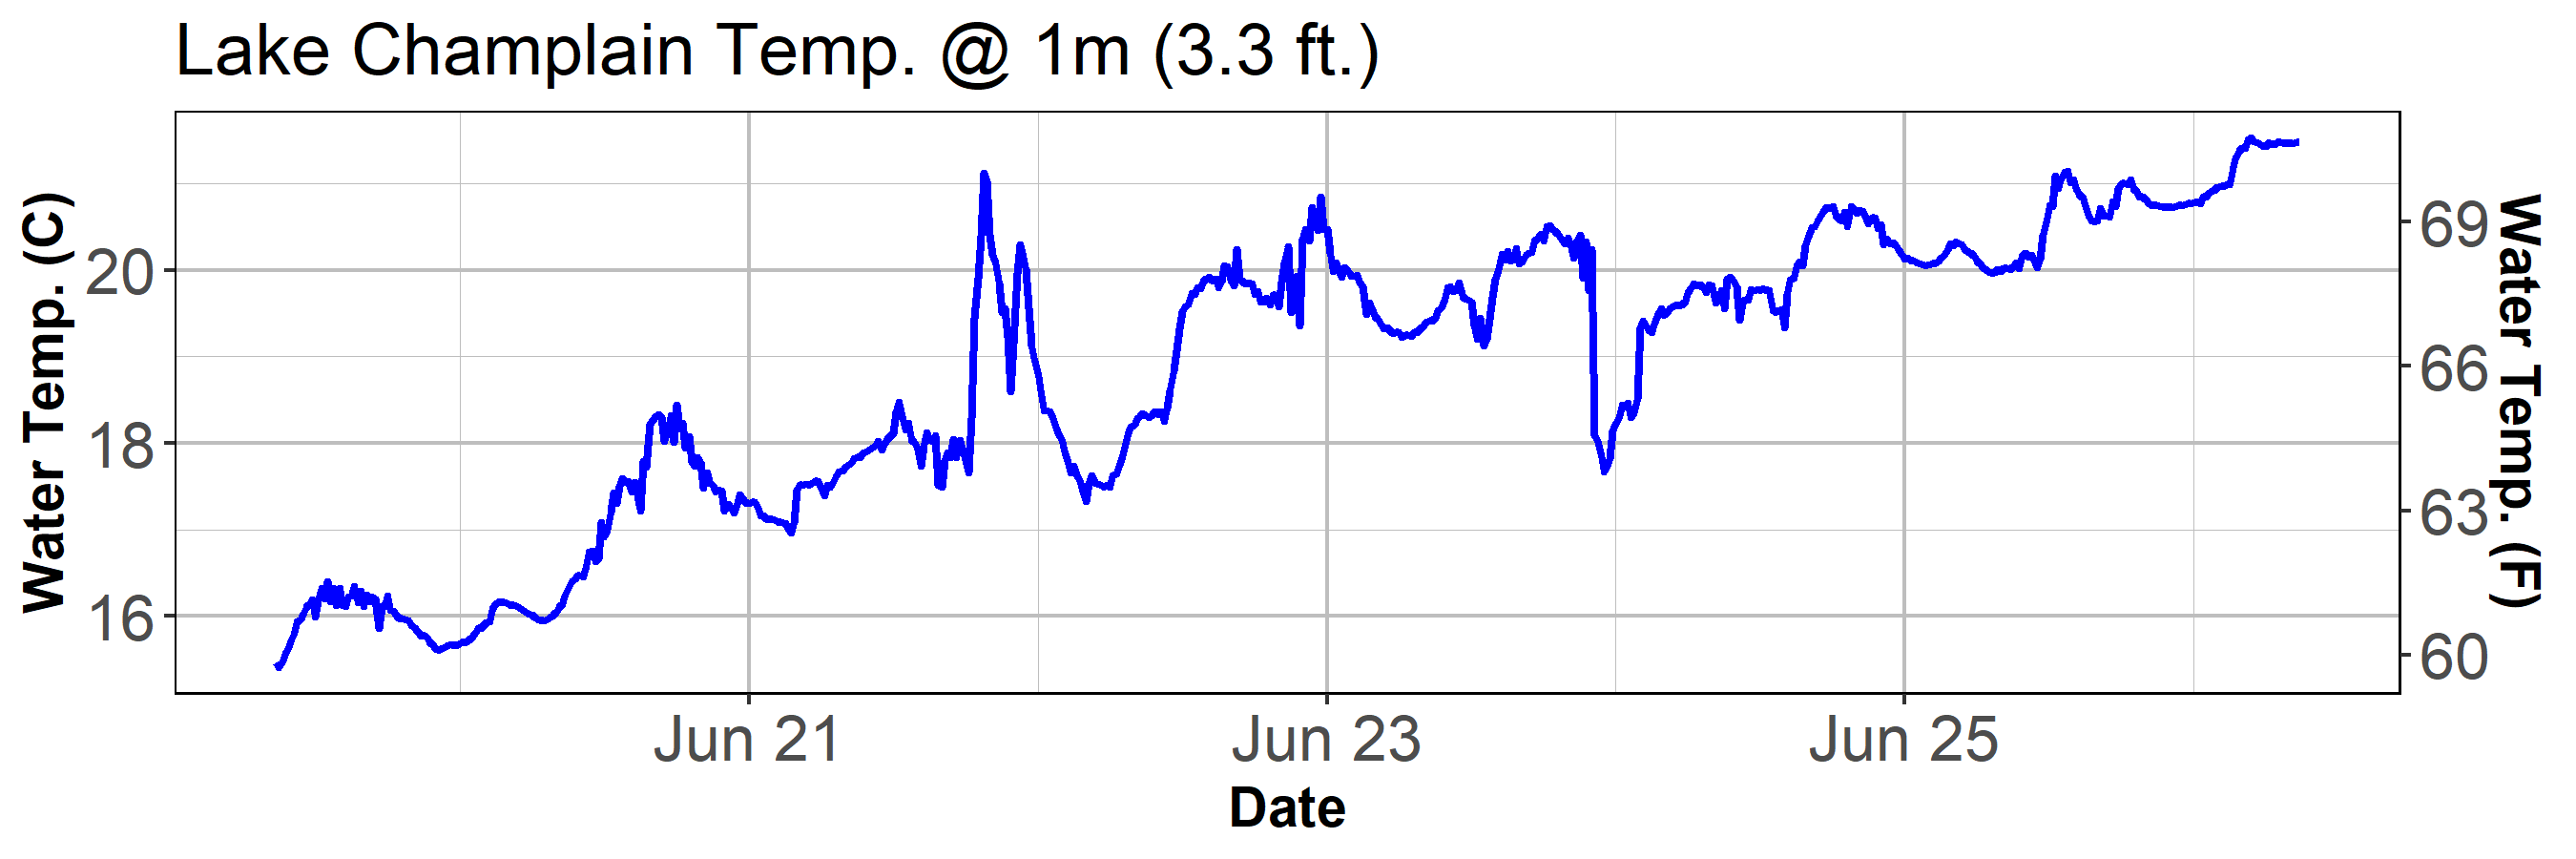 Lake Champlain Temp. @ 1m (3.3 ft.)
Water Temp. (C)
20
18
16
69
66
63
60
Water Temp. (F)
Jun 21
Jun 23
Jun 25
Date